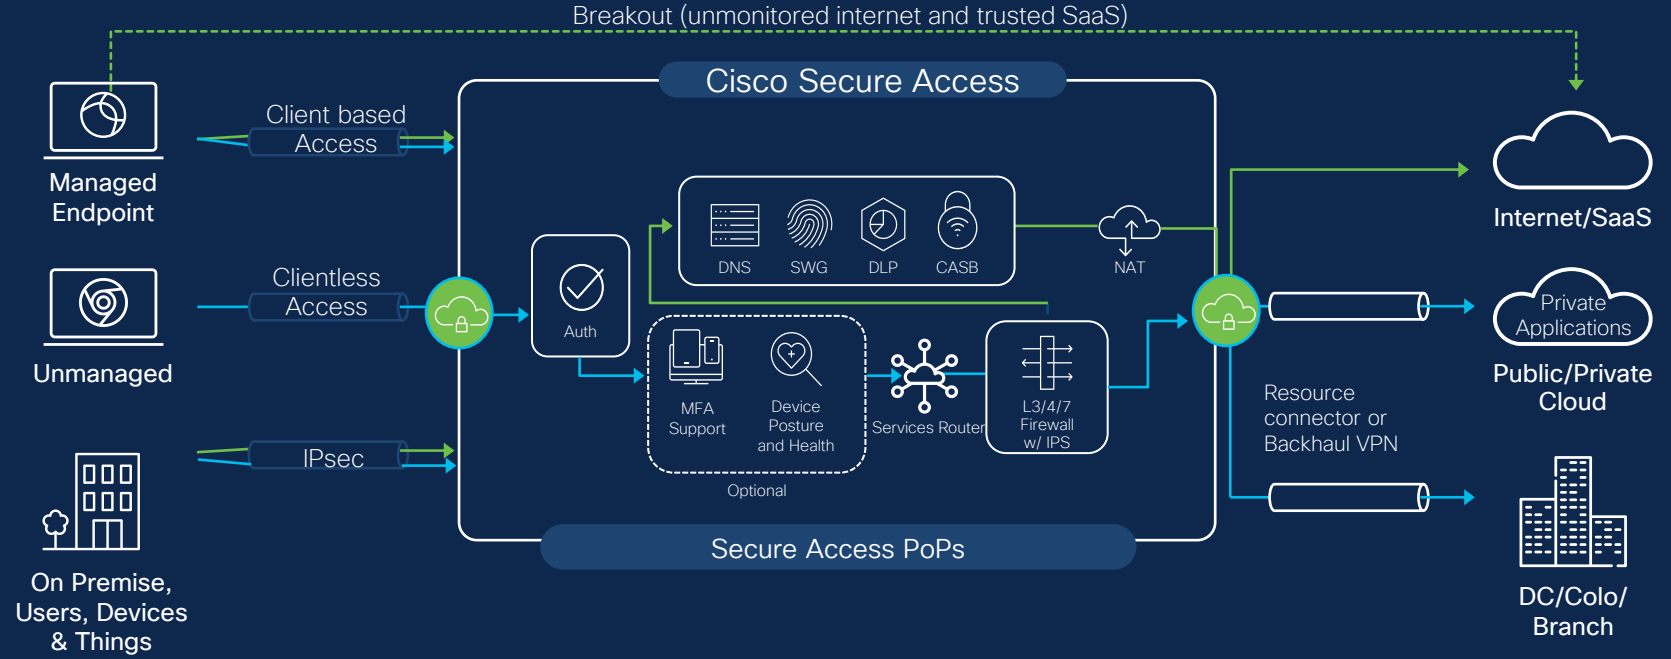 Breakout (unmonitored internet and trusted SaaS)
Cisco Secure Access
Client based
Access
Managed
Endpoint
Clientless
Access
Unmanaged
IPsec
On Premise,
Users, Devices
& Things
Auth
DNS
SWG
DLP
CASB
NAT
MFA
Support
Device
Posture
and Health
Optional
Services Router
L3/4/7
Firewall
w/ IPS
Secure Access PoPs
Internet/SaaS
Private
Applications
Public/Private
Cloud
Resource
connector or
Backhaul VPN
DC/Colo/
Branch